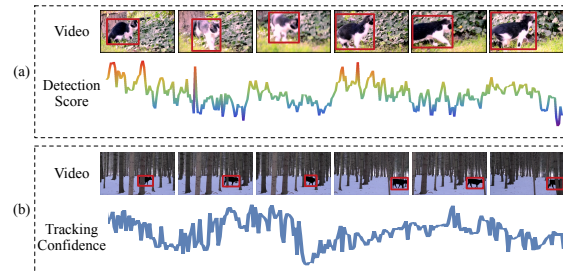 Video
(a)
Detection
Score
Video
(b)
Tracking
Confidence